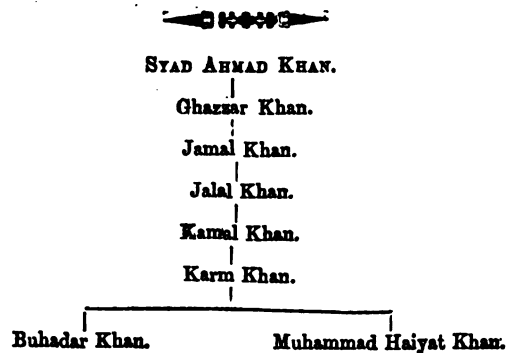 SYAD AHMAD KHAN.
Ghazzar Khan.
Jamal Khan.
Jalal Khan.
Kamal Khan.
Karm Khan.
Buhadar Khan. Muhammad Haiyat Khan.